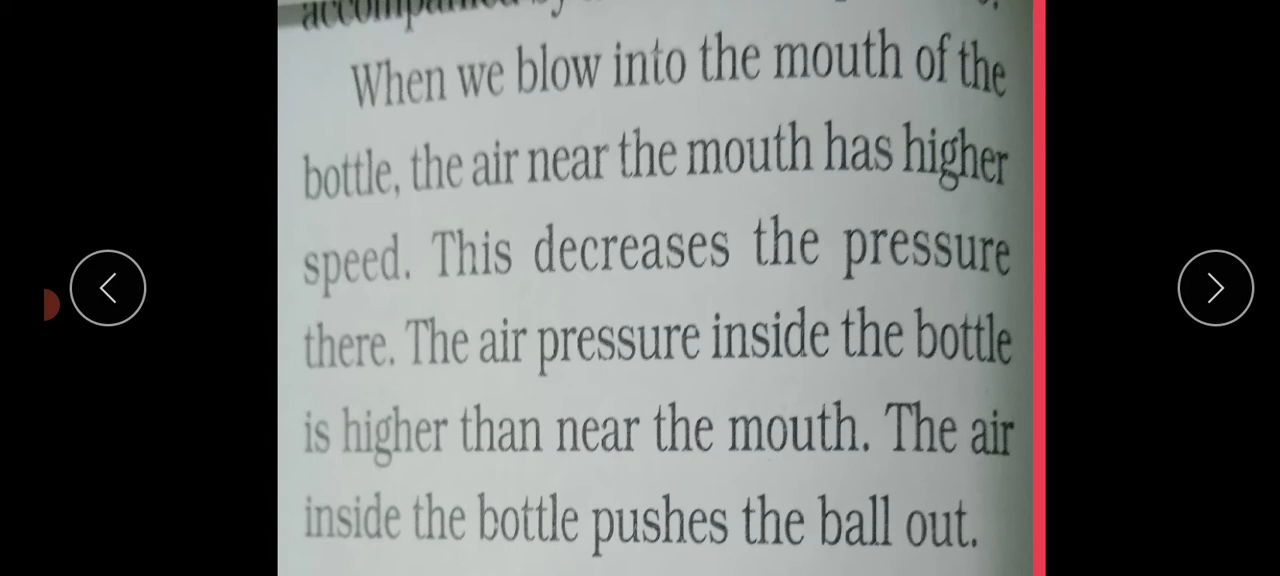 When we blow into the mouth of the
bottle, the air near the mouth has higher
speed. This decreases the pressure
there. The air pressure inside the bottle
is higher than near the mouth. The air
inside the bottle pushes the ball out.